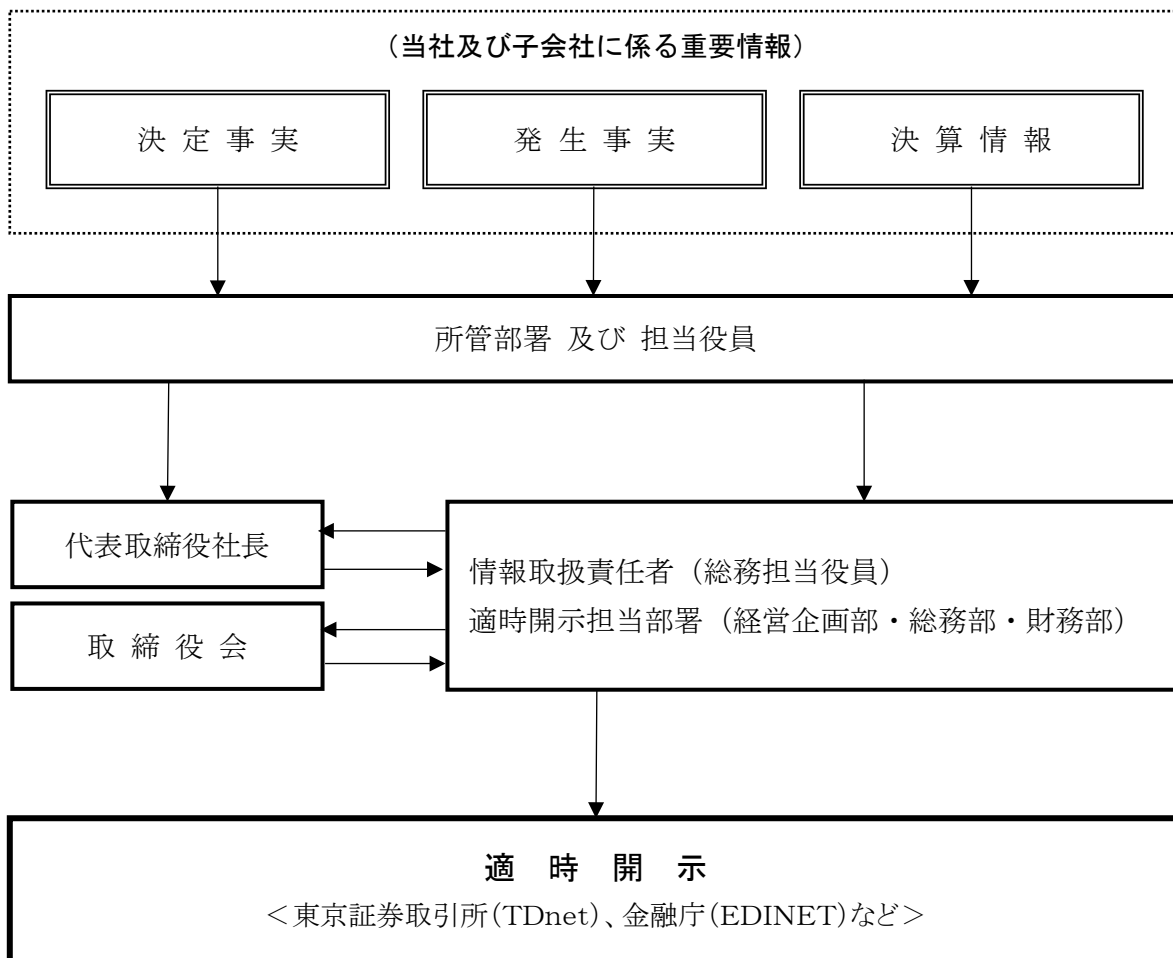 （当社及び子会社に係る重要情報）
決 定 事 実
発 生 事 実
決 算 情 報
所管部署 及び 担当役員
代表取締役社長
情報取扱責任者（総務担当役員）
適時開示担当部署（経営企画部・総務部・財務部）
取 締 役 会
適 時 開 示
＜東京証券取引所(TDnet)、金融庁(EDINET)など＞